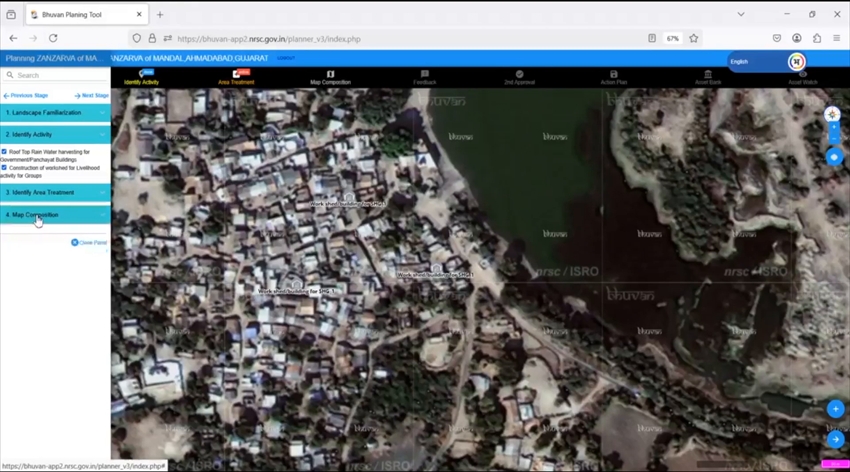 Bhuvan Planing Tool
https://bhuvan-app2.nrsc.gov.in/planner_v3/index.php
67%
Planning ZANZARVA of MA...
ANZARVA of MANDAL,AHMADABAD,GUJARAT
LOGOUT
English
Search
Identify Activity
Area Treatment
Map Composition
Feedback
2nd Approval
Action Plan
Asset Bank
Asset Watch
Previous Stage
Next Stage
1. Landscape Familiarization
2. Identify Activity
Roof Top Rain Water harvesting for
Government/Panchayat Buildings
Construction of workshed for Livelihood
activity for Groups
3. Identify Area Treatment
4. Map Composition
Close Panel
Work shed/building for SHG:1
Work shed/building for SHG:1
Work shed/building for SHG:1
bhuvan
nrsc / ISRO
https://bhuvan-app2.nrsc.gov.in/planner_v3/index.php#